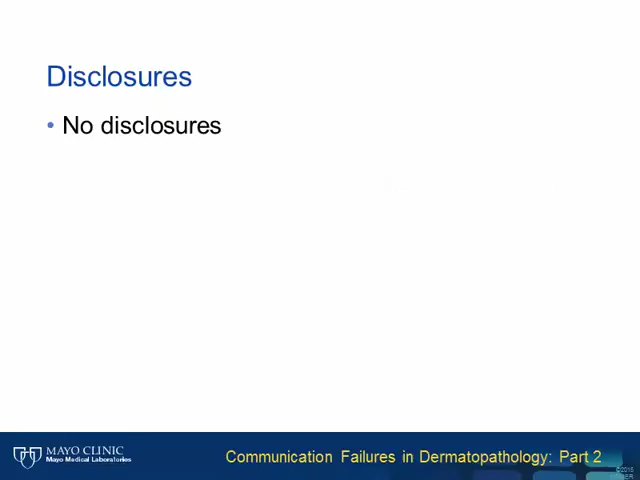 Disclosures
• No disclosures
MAYO CLINIC
Mayo Medical Laboratories
Communication Failures in Dermatopathology: Part 2